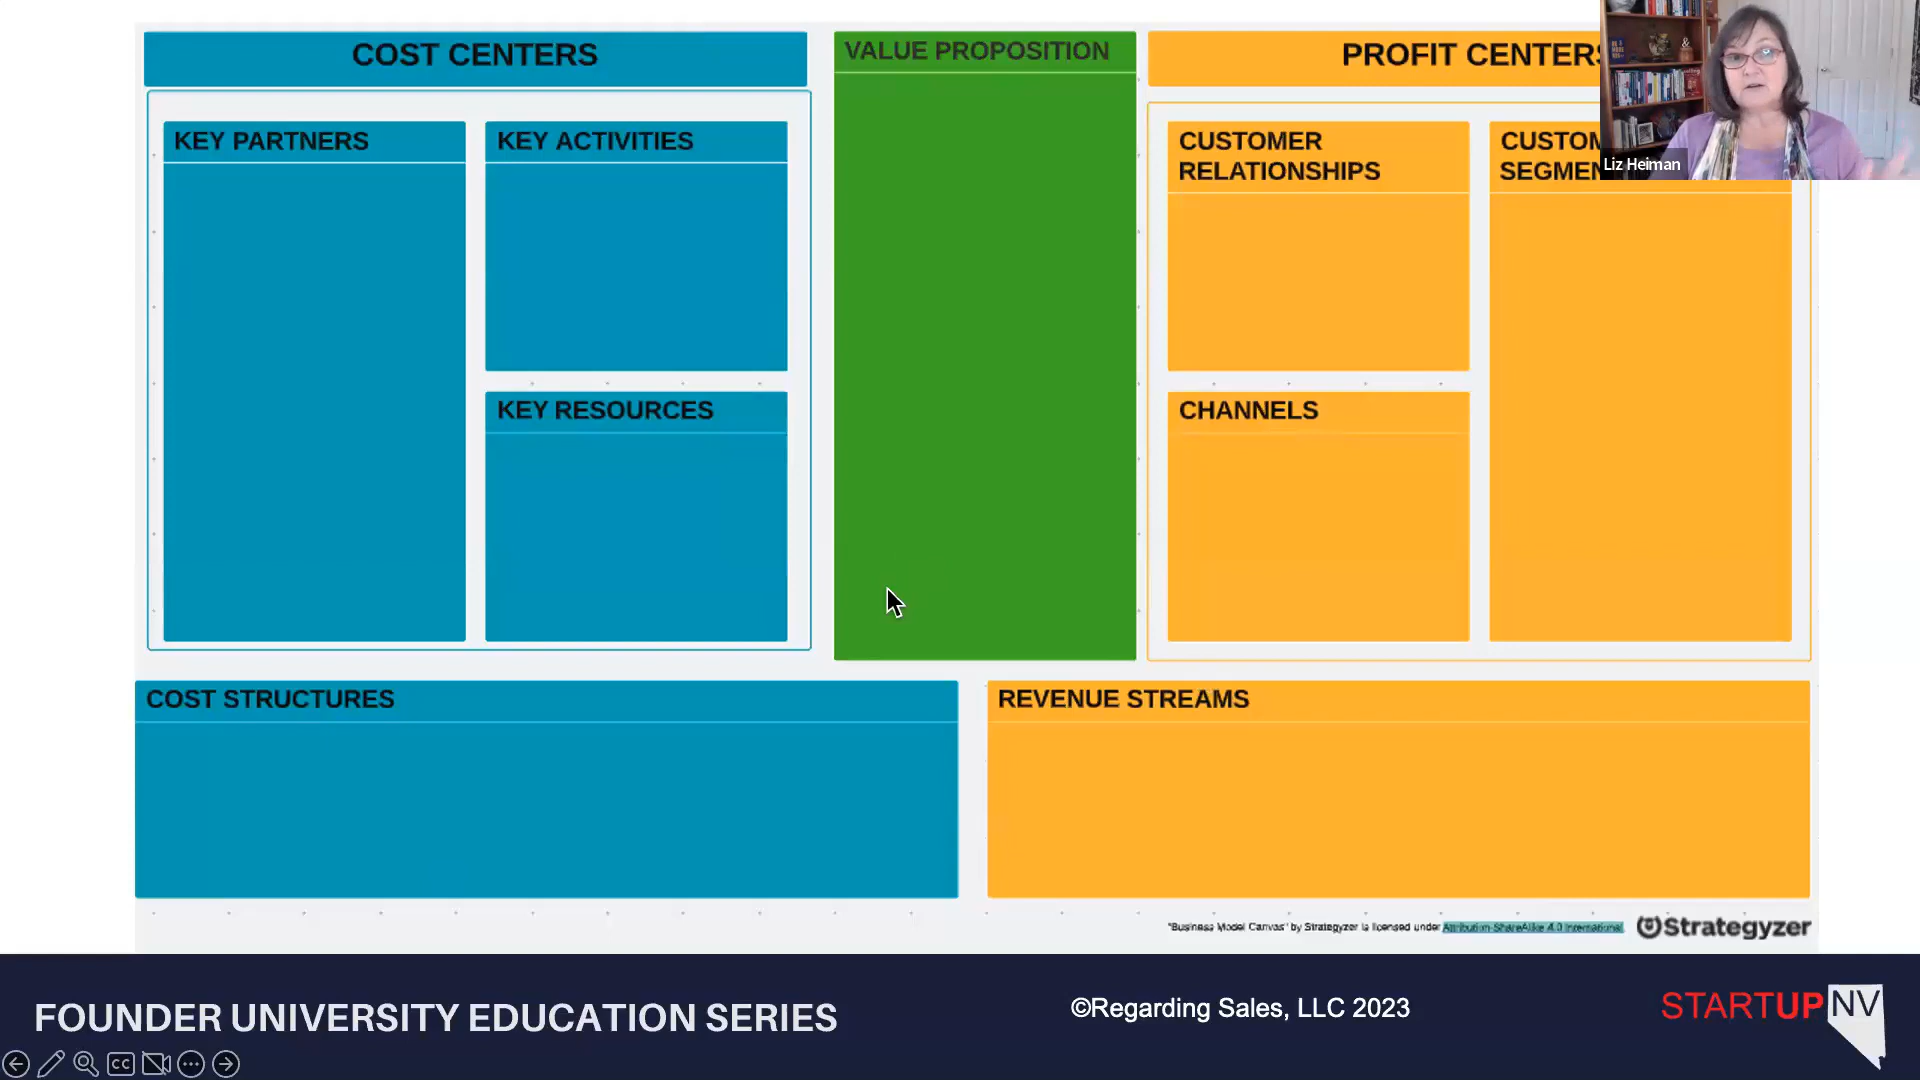 COST CENTERS
VALUE PROPOSITION
PROFIT CENTERS
KEY PARTNERS
KEY ACTIVITIES
CUSTOMER
RELATIONSHIPS
CUSTOM
SEGMEN
Liz Heiman
KEY RESOURCES
CHANNELS
COST STRUCTURES
REVENUE STREAMS
"Business Model Canvas" by Strategyzer is licensed under Attribution-ShareAlike 4.0 International.
Strategyzer
FOUNDER UNIVERSITY EDUCATION SERIES
©Regarding Sales, LLC 2023
STARTUPNV
CC